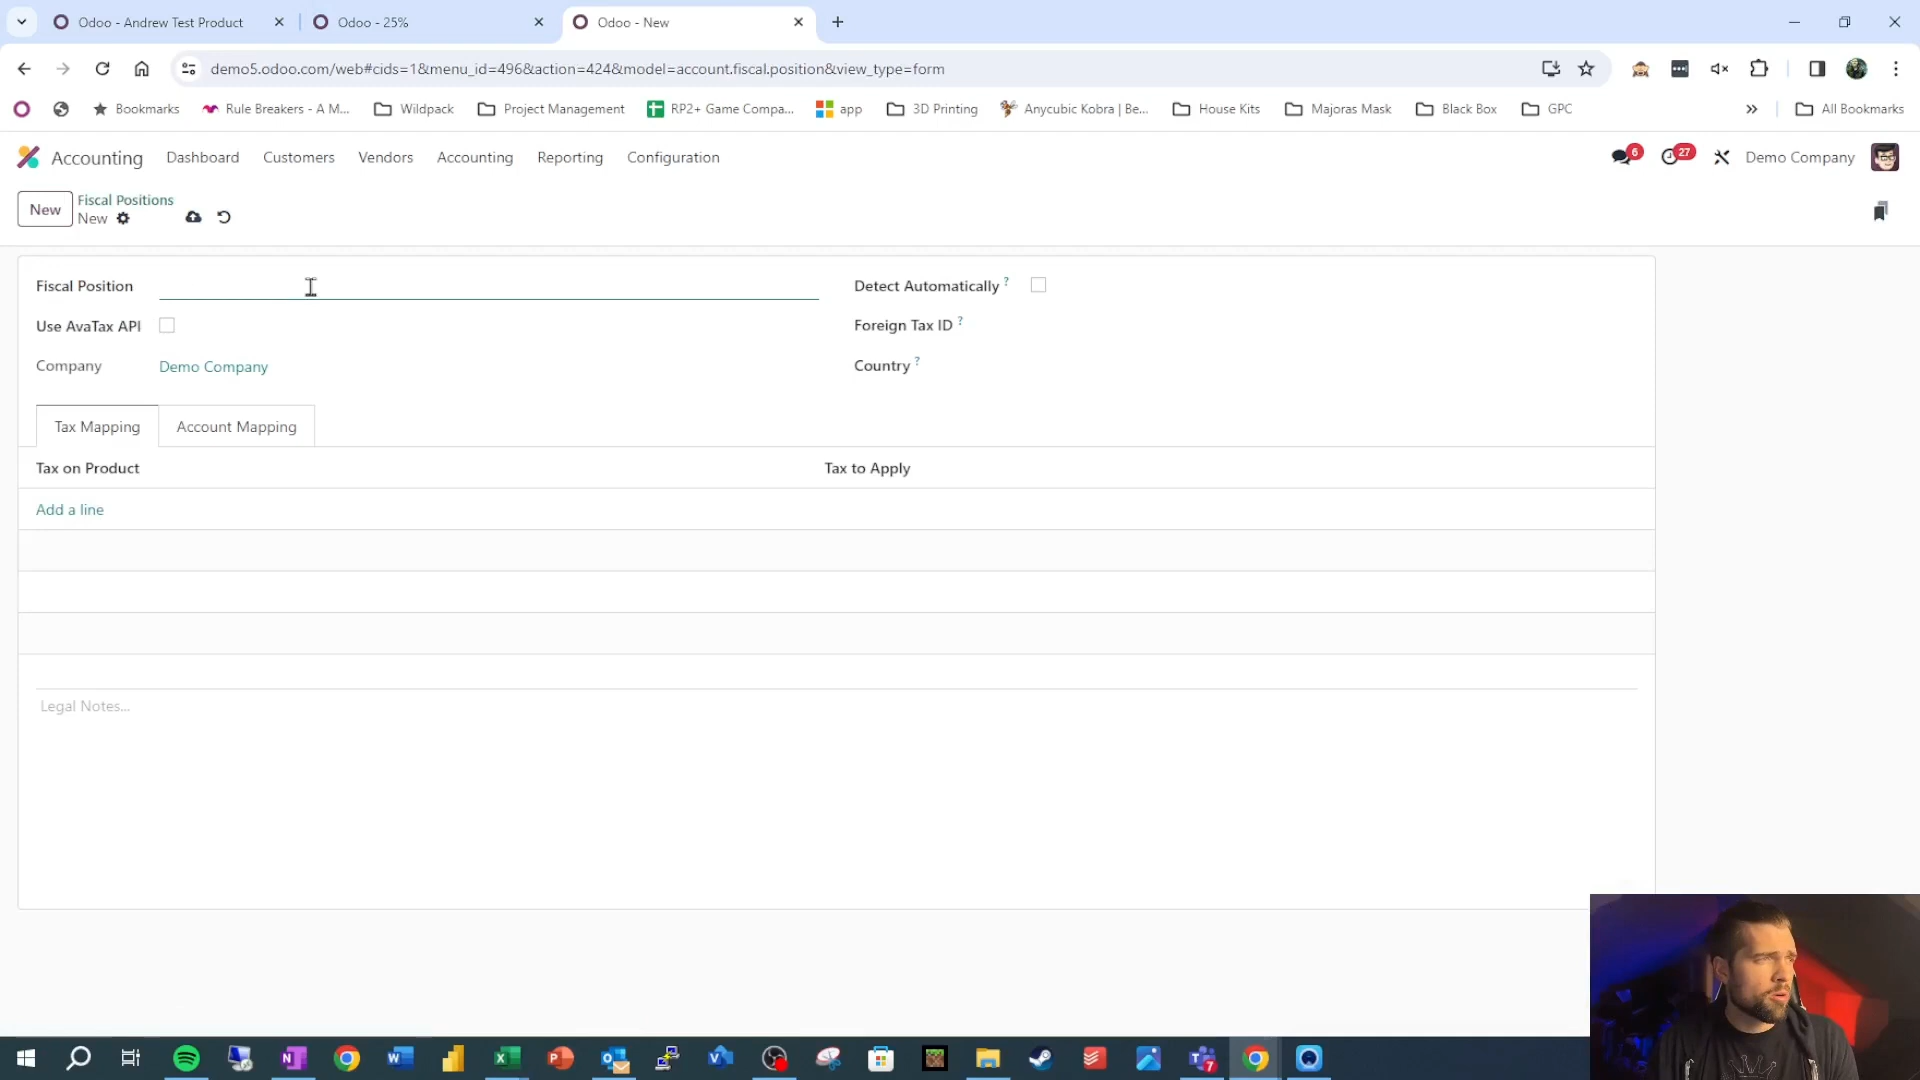 Odoo - Andrew Test Product
Odoo - 25%
Odoo - New
demo5.odoo.com/web#cids=1&menu_id=496&action=424&model=account.fiscal.position&view_type=form
Bookmarks
Rule Breakers - A M...
Wildpack
Project Management
RP2+ Game Compa...
app
3D Printing
Anycubic Kobra | Be...
House Kits
Majoras Mask
Black Box
GPC
All Bookmarks
Accounting
Dashboard
Customers
Vendors
Accounting
Reporting
Configuration
6
27
Demo Company
New
Fiscal Positions
New
Fiscal Position
Detect Automatically ?
Use AvaTax API
Foreign Tax ID ?
Company
Demo Company
Country ?
Tax Mapping
Account Mapping
Tax on Product
Tax to Apply
Add a line
Legal Notes...
7